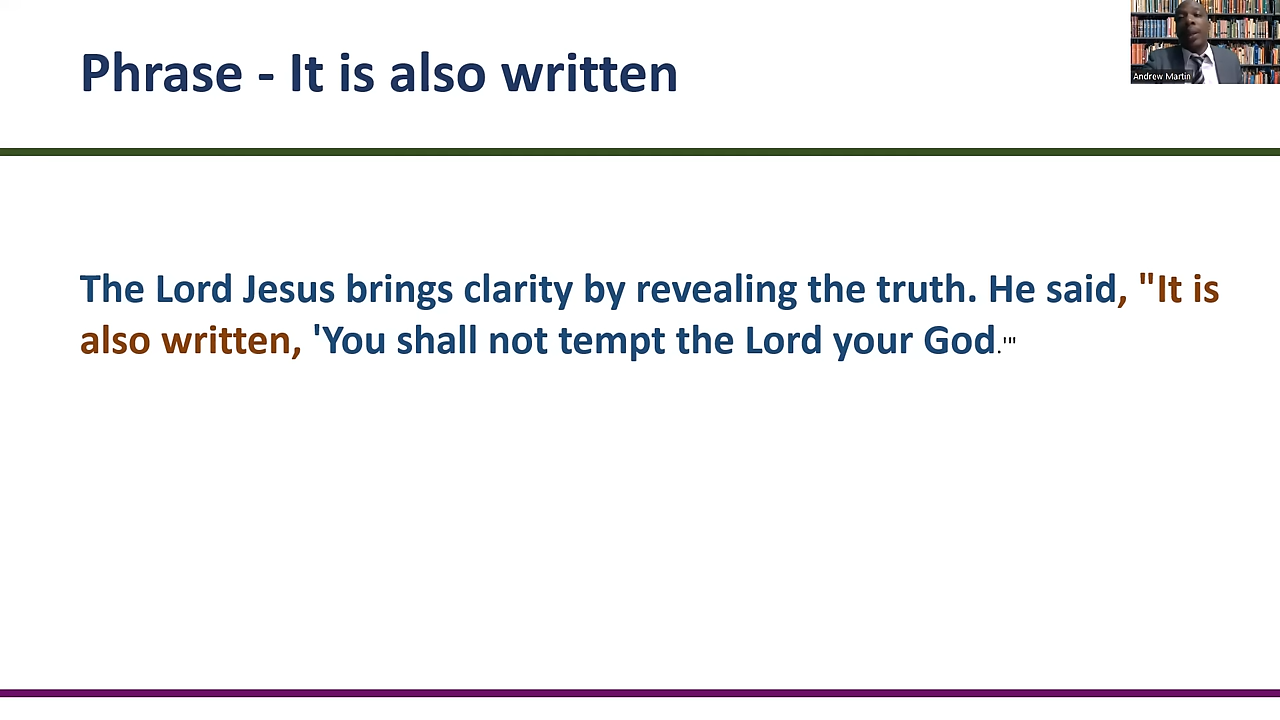 Phrase - It is also written
Andrew Martin
The Lord Jesus brings clarity by revealing the truth. He said, "It is
also written, 'You shall not tempt the Lord your God.'"